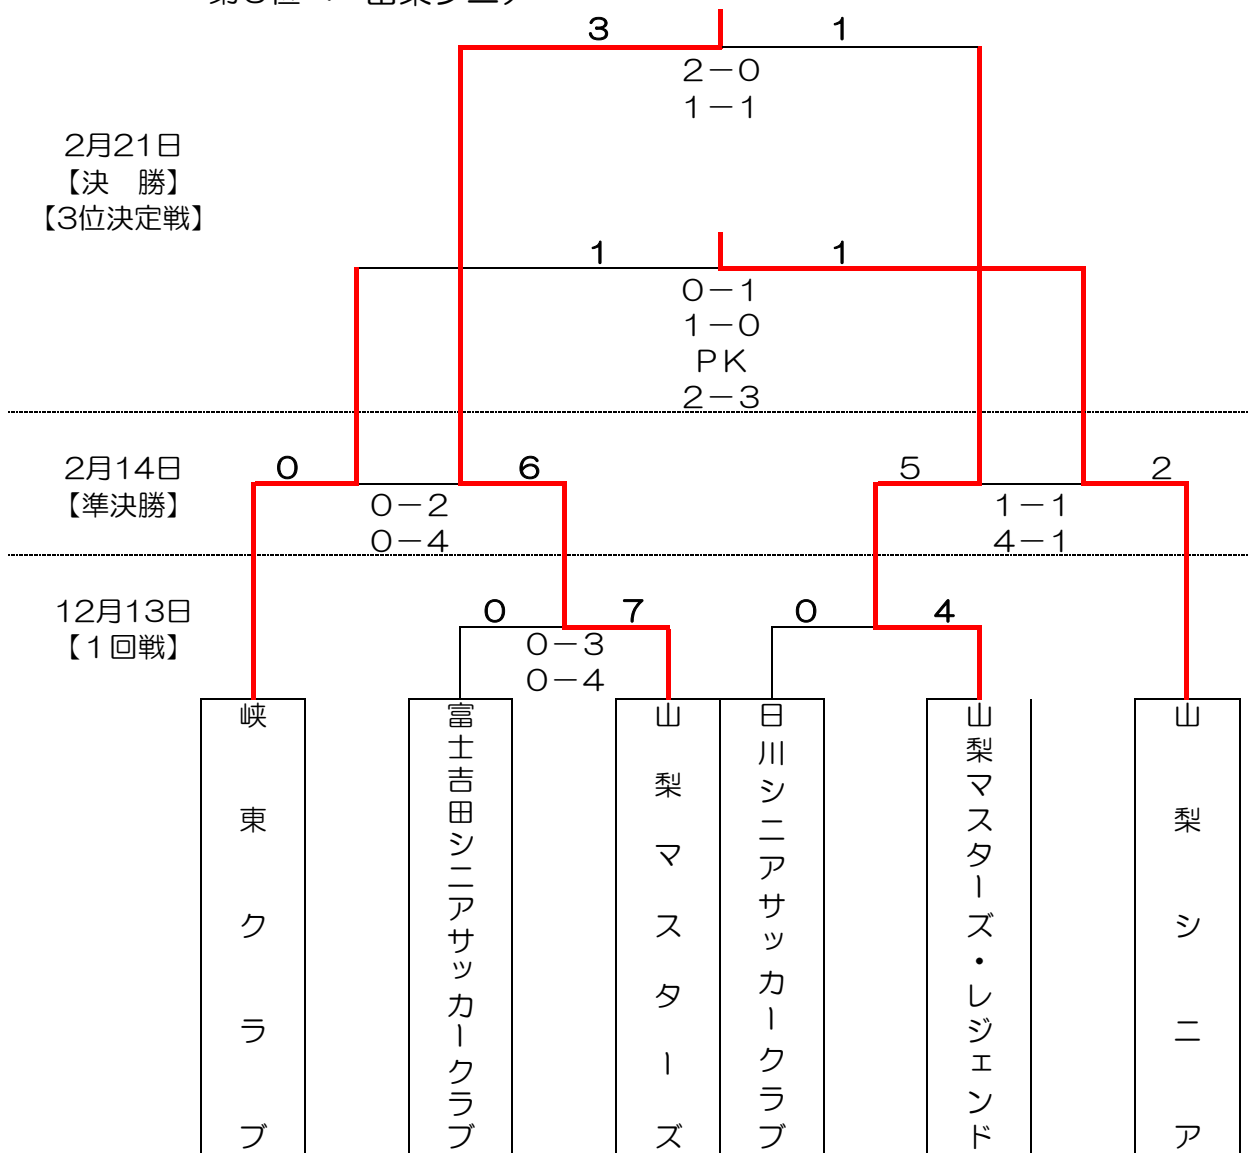 3 1
2－0
1－1
2月21日
【決　勝】
【3位決定戦】
1 1
0－1
1－0
PK
2－3
2月14日
【準決勝】
0 6 5 2
0－2 1－1
0－4 4－1
12月13日
【1回戦】
0 7 0 4
0－3
0－4
峡東クラブ
富士吉田シニアサッカークラブ
山梨マスターズ
日川シニアサッカークラブ
山梨マスターズ・レジェンド
山梨シニア